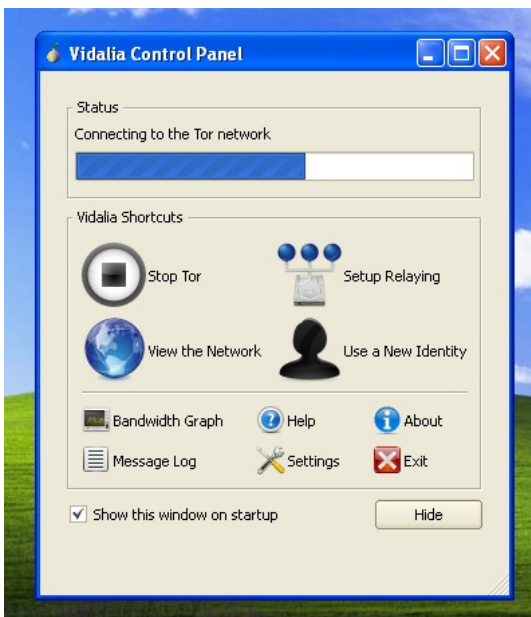 Vidalia Control Panel
Status
Connecting to the Tor network
Vidalia Shortcuts
Stop Tor
Setup Relaying
View the Network
Use a New Identity
Bandwidth Graph
Help
About
Message Log
Settings
Exit
Show this window on startup
Hide